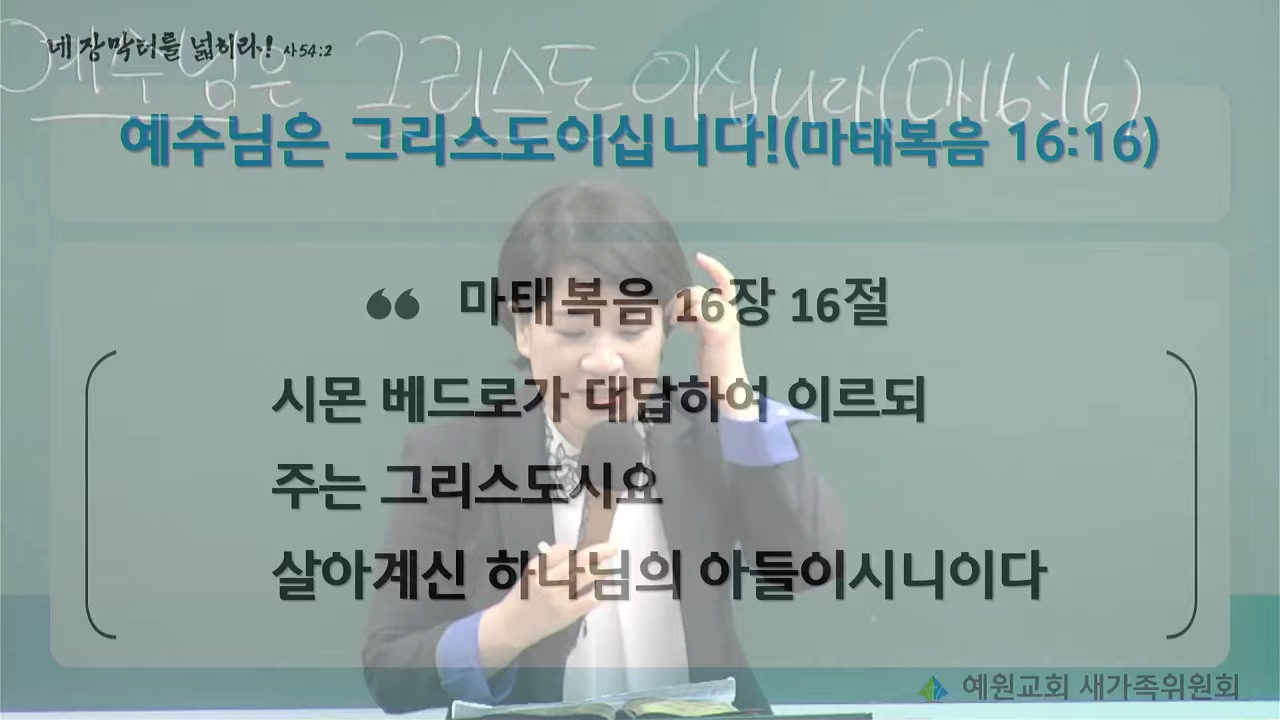 네 장막터를 넓히라! 사54:2
예수님은 그리스도이십니다(마16:16)
예수님은 그리스도이십니다!(마태복음 16:16)
“ 마태복음 16장 16절
시몬 베드로가 대답하여 이르되
주는 그리스도시요
살아계신 하나님의 아들이시니이다
예원교회 새가족위원회